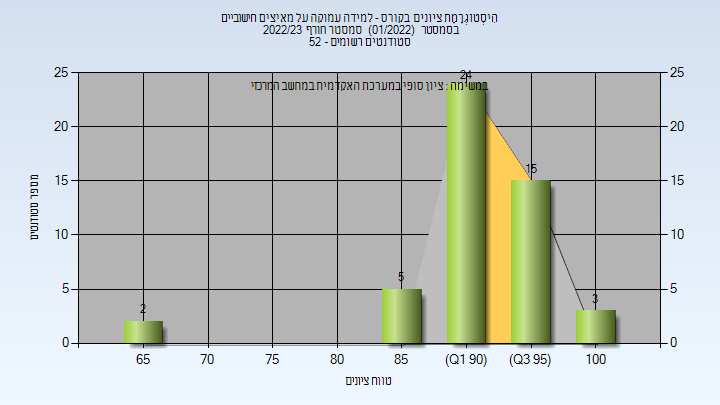 היסטוגרמת ציונים בקורס - למידה עמוקה על מאיצים חישוביים
בסמסטר (01/2022) סמסטר חורף 2022/23
סטודנטים רשומים - 52
במשימה : ציון סופי במערכת האקדמית במחשב המרכזי
25 25
20 20
15 15
10 10
5 5
0 0
2 5 24 15 3
מספר סטודנטים
65 70 75 80 85 (Q1 90) (Q3 95) 100
טווח ציונים